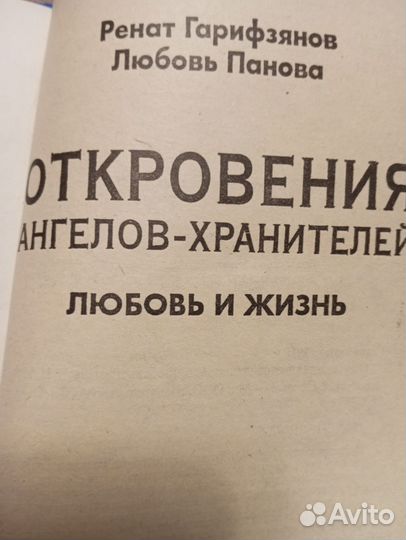 Ренат Гарифзянов
Любовь Панова
ОТКРОВЕНИЯ
АНГЕЛОВ-ХРАНИТЕЛЕЙ
ЛЮБОВЬ И ЖИЗНЬ
Avito